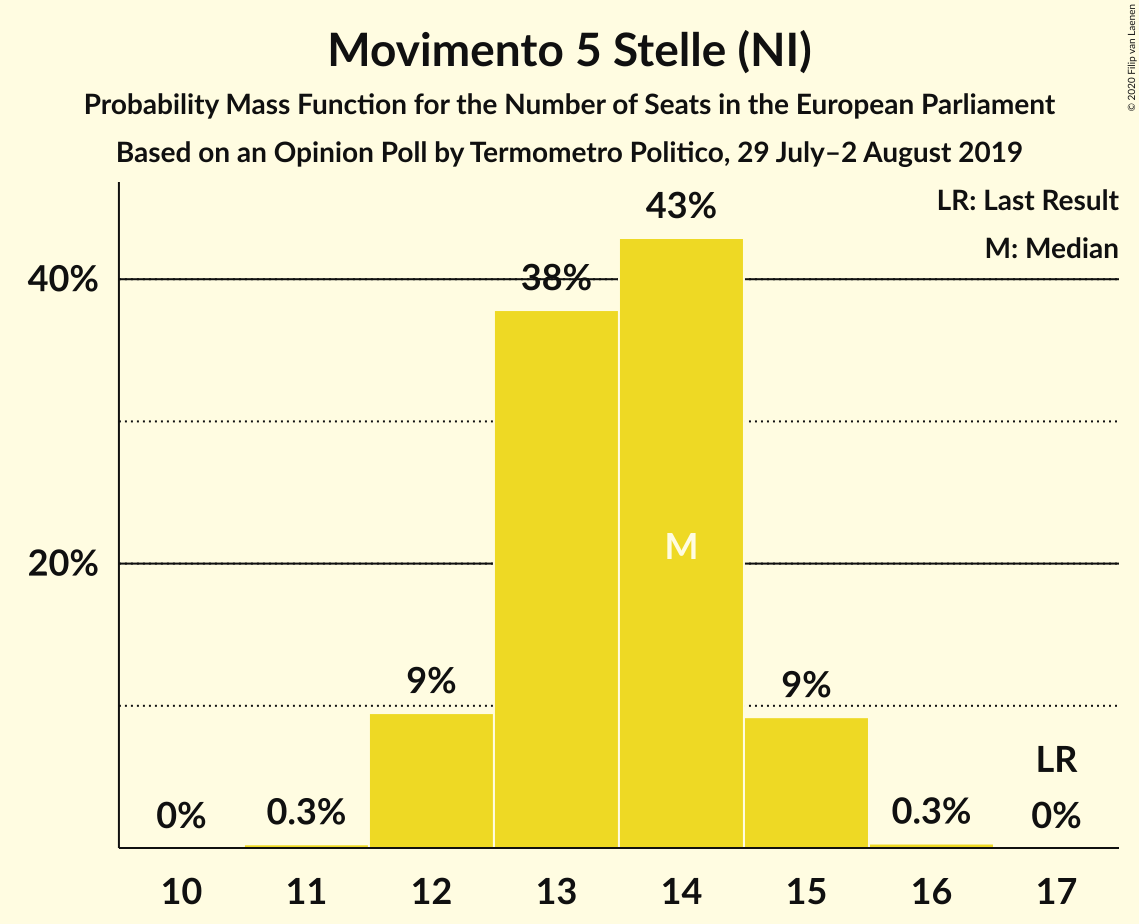 Movimento 5 Stelle (NI)
Probability Mass Function for the Number of Seats in the European Parliament
Based on an Opinion Poll by Termometro Politico, 29 July–2 August 2019
© 2020 Filip van Laenen
LR: Last Result
M: Median
43%
40%
38%
M
20%
9%
9%
LR
0%
0.3%
0.3%
0%
10 11 12 13 14 15 16 17